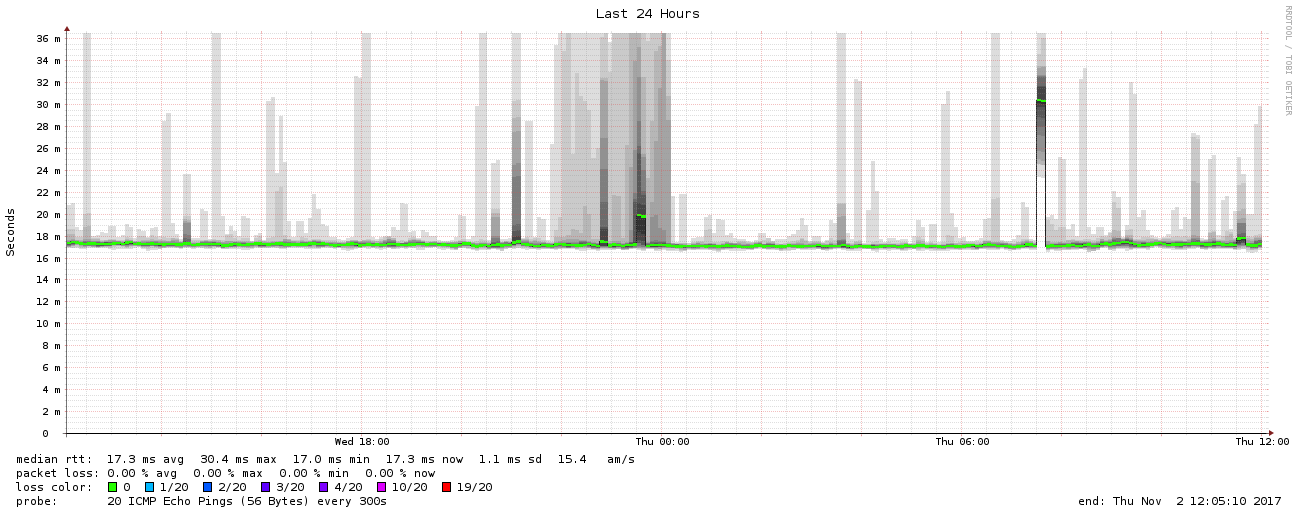 Last 24 Hours
RRDTOOL / TOBI OETIKER
Seconds
36 m
34 m
32 m
30 m
28 m
26 m
24 m
22 m
20 m
18 m
16 m
14 m
12 m
10 m
8 m
6 m
4 m
2 m
0
Wed 18:00 Thu 00:00 Thu 06:00 Thu 12:00
median rtt: 17.3 ms avg 30.4 ms max 17.0 ms min 17.3 ms now 1.1 ms sd 15.4 am/s
packet loss: 0.00 % avg 0.00 % max 0.00 % min 0.00 % now
loss color: 0 1/20 2/20 3/20 4/20 10/20 19/20
probe: 20 ICMP Echo Pings (56 Bytes) every 300s end: Thu Nov 2 12:05:10 2017